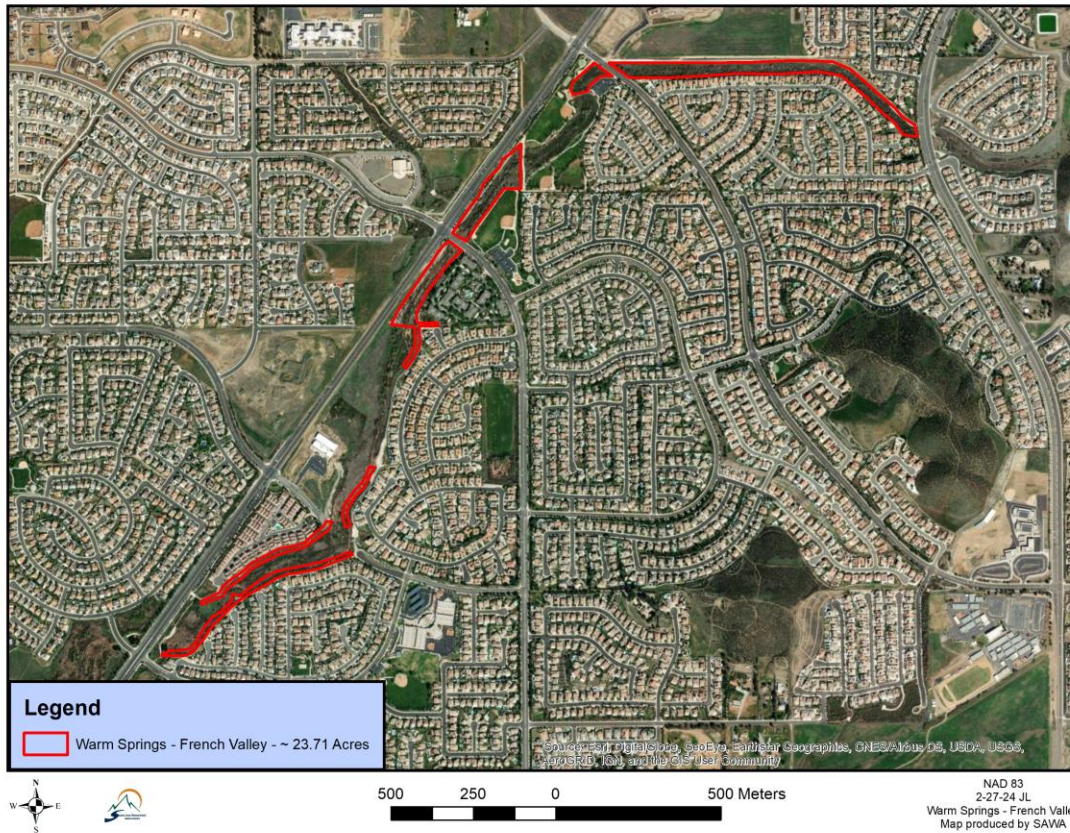 Legend
Warm Springs - French Valley - ~ 23.71 Acres
Source: Esri, DigitalGlobe, GeoEye, Earthstar Geographics, CNES/Airbus DS, USDA, USGS,
AeroGRID, IGN, and the GIS User Community
N
W E
S
500 250 0 500 Meters
NAD 83
2-27-24 JL
Warm Springs - French Valle
Map produced by SAWA